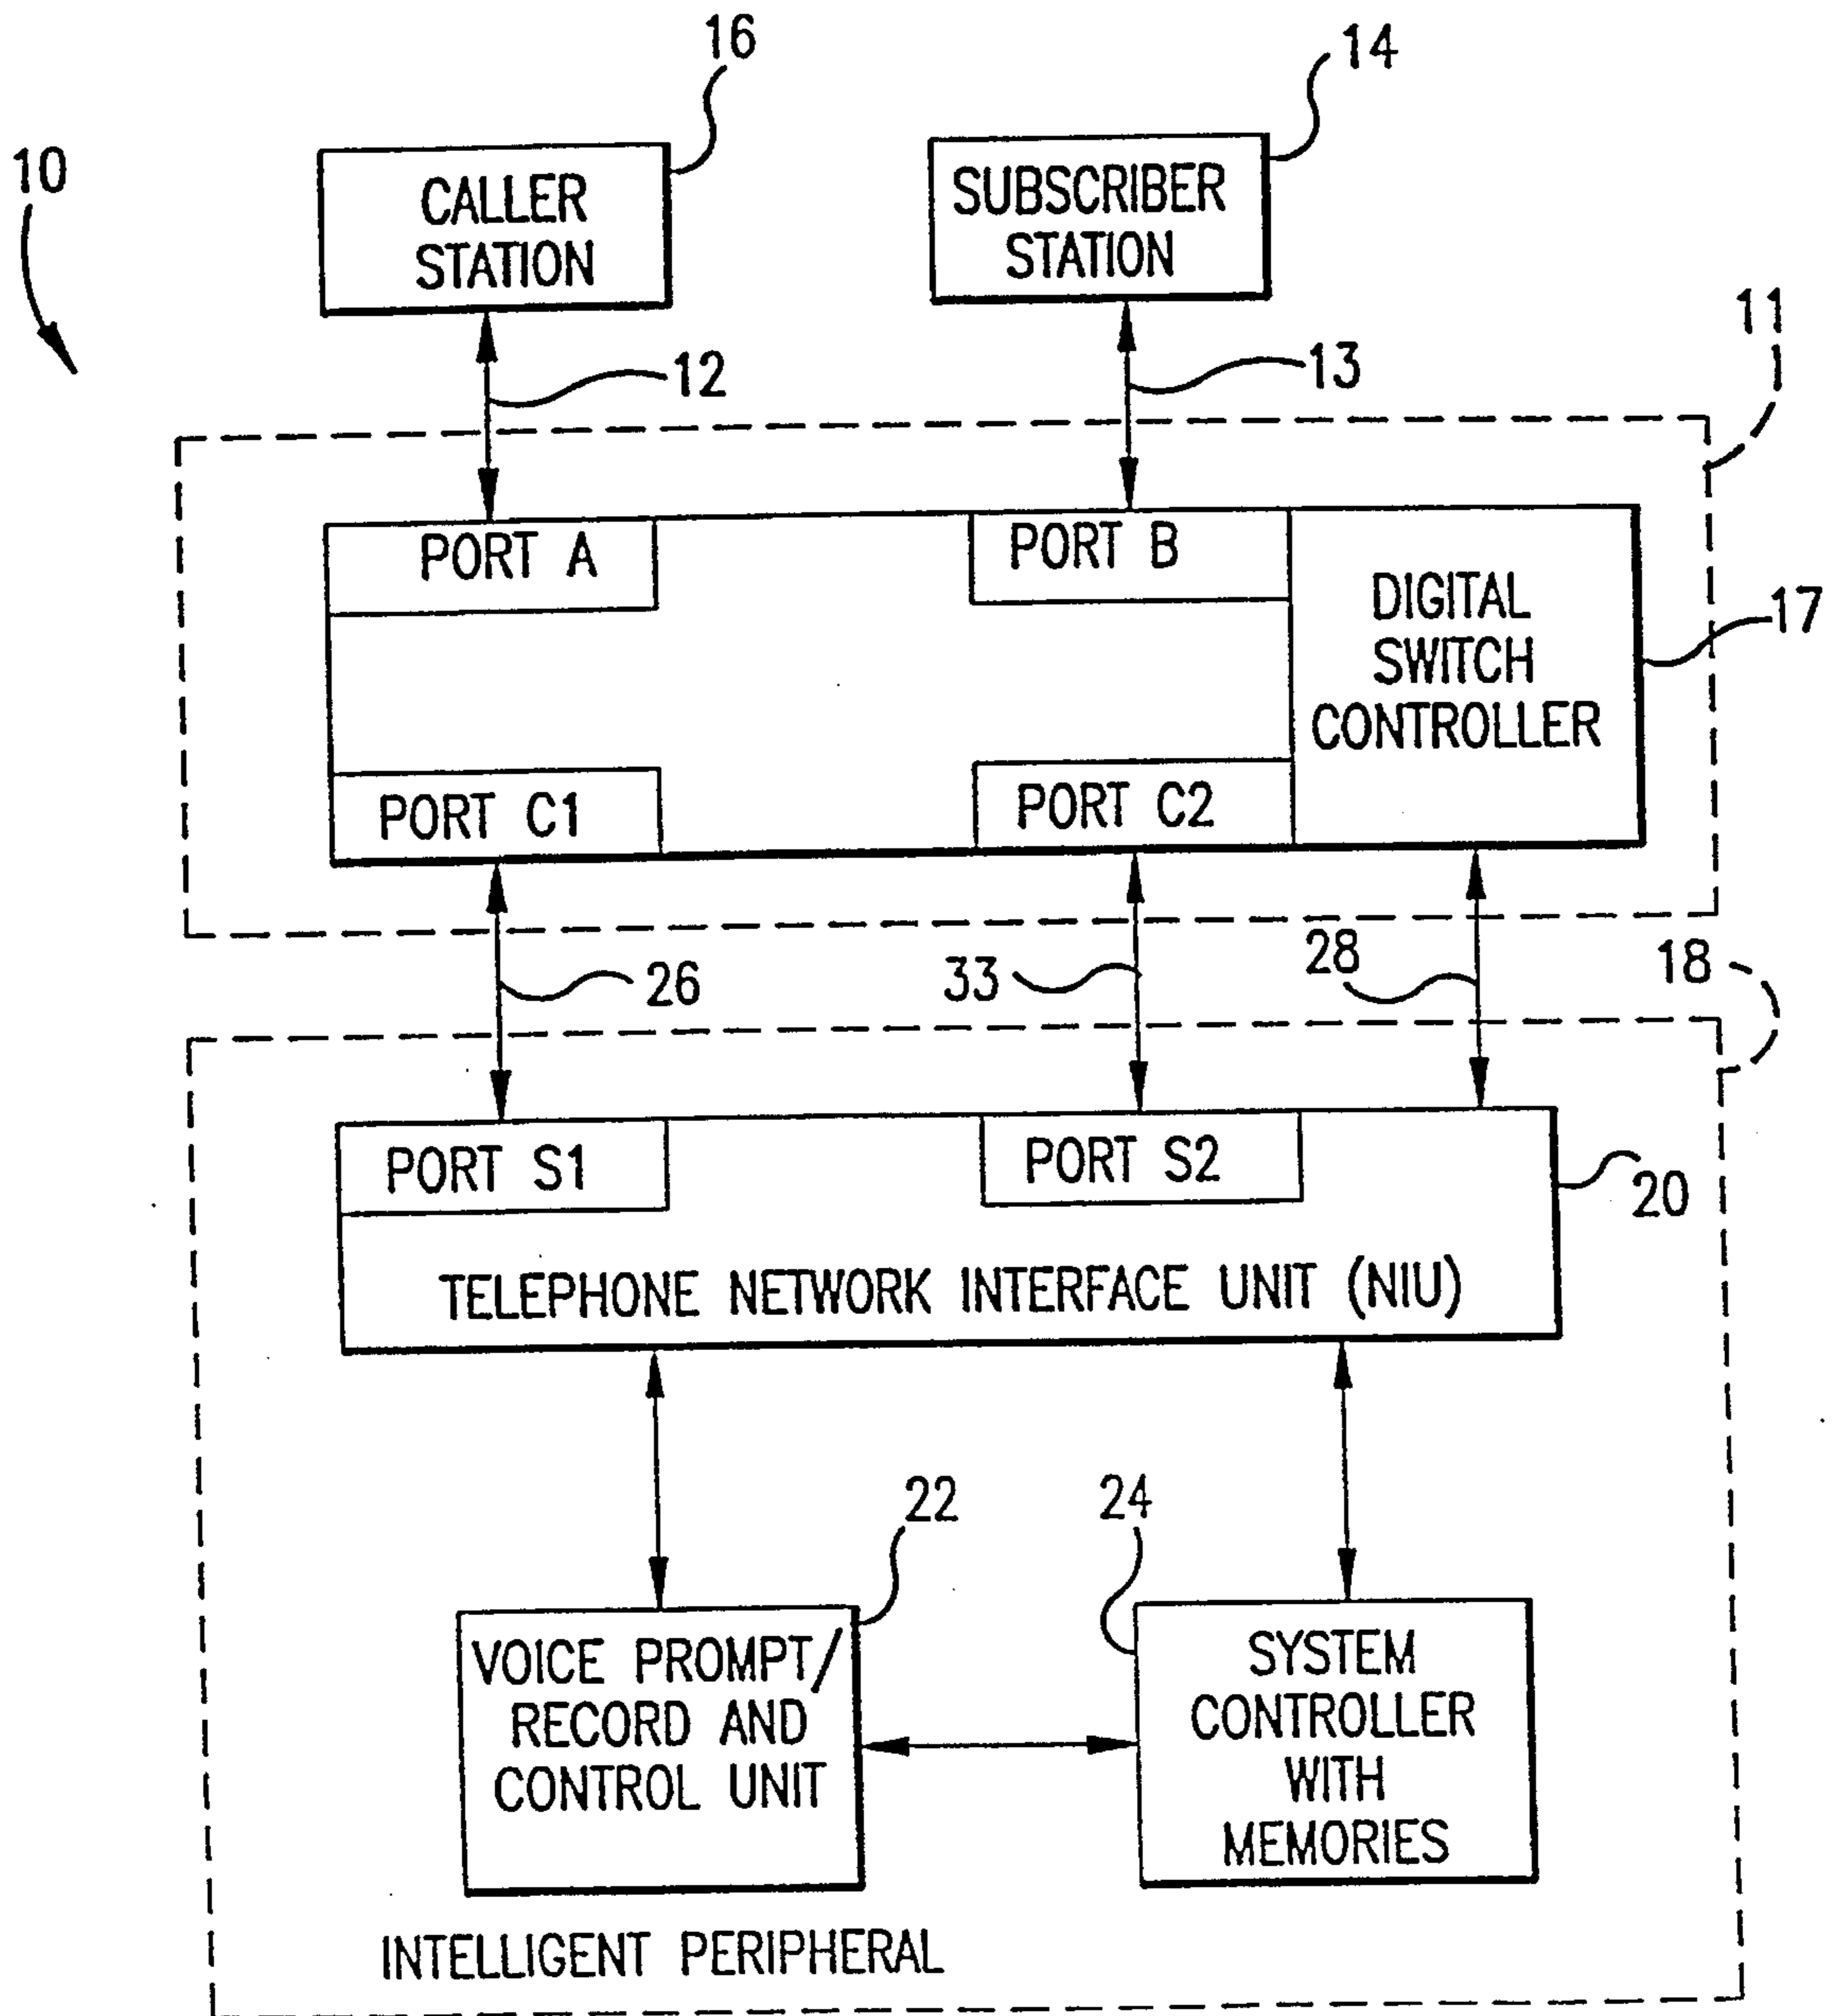 16
14
10
CALLER
STATION
SUBSCRIBER
STATION
11
12
13
PORT A
PORT B
DIGITAL
SWITCH
CONTROLLER
17
PORT C1
PORT C2
26
33
28
18
PORT S1
PORT S2
20
TELEPHONE NETWORK INTERFACE UNIT (NIU)
22
24
VOICE PROMPT/
RECORD AND
CONTROL UNIT
SYSTEM
CONTROLLER
WITH
MEMORIES
INTELLIGENT PERIPHERAL